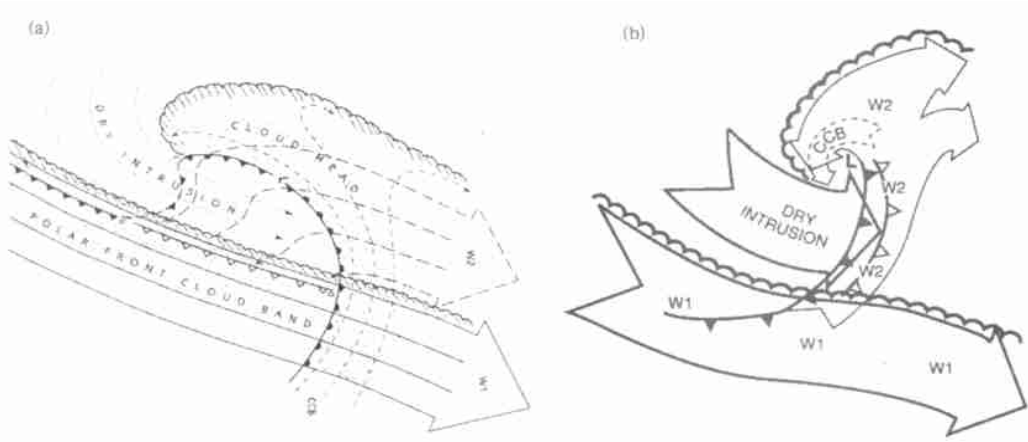 (a)
DRY INTRUSION
CLOUD HEAD
POLAR FRONT CLOUD BAND
W2
W1
CCB
(b)
W2
CCB
L
W2
DRY
INTRUSION
W2
W1
W1
W1